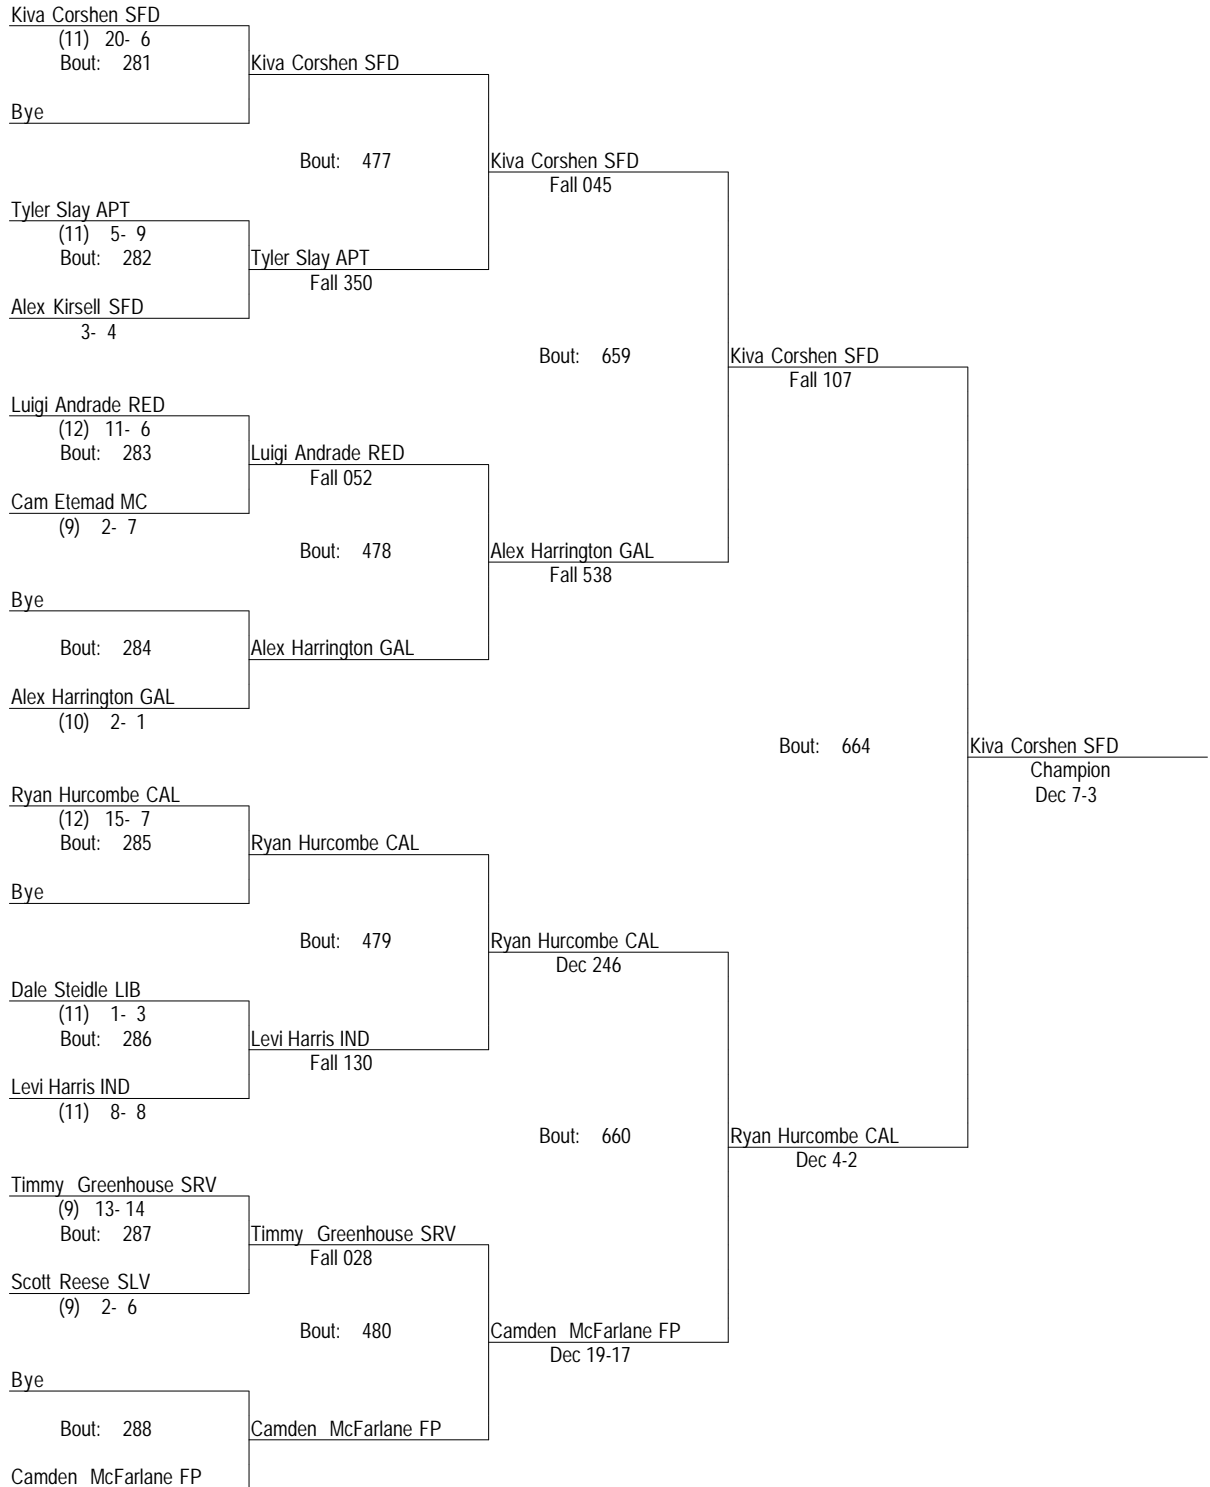 Kiva Corshen SFD
(11) 20- 6
Bout: 281
Kiva Corshen SFD
Bye
Bout: 477
Kiva Corshen SFD
Fall 045
Tyler Slay APT
(11) 5- 9
Bout: 282
Tyler Slay APT
Fall 350
Alex Kirsell SFD
3- 4
Bout: 659
Kiva Corshen SFD
Fall 107
Luigi Andrade RED
(12) 11- 6
Bout: 283
Luigi Andrade RED
Fall 052
Cam Etemad MC
(9) 2- 7
Bout: 478
Alex Harrington GAL
Fall 538
Bye
Bout: 284
Alex Harrington GAL
Alex Harrington GAL
(10) 2- 1
Bout: 664
Kiva Corshen SFD
Champion
Dec 7-3
Ryan Hurcombe CAL
(12) 15- 7
Bout: 285
Ryan Hurcombe CAL
Bye
Bout: 479
Ryan Hurcombe CAL
Dec 246
Dale Steidle LIB
(11) 1- 3
Bout: 286
Levi Harris IND
Fall 130
Levi Harris IND
(11) 8- 8
Bout: 660
Ryan Hurcombe CAL
Dec 4-2
Timmy Greenhouse SRV
(9) 13- 14
Bout: 287
Timmy Greenhouse SRV
Fall 028
Scott Reese SLV
(9) 2- 6
Bout: 480
Camden McFarlane FP
Dec 19-17
Bye
Bout: 288
Camden McFarlane FP
Camden McFarlane FP